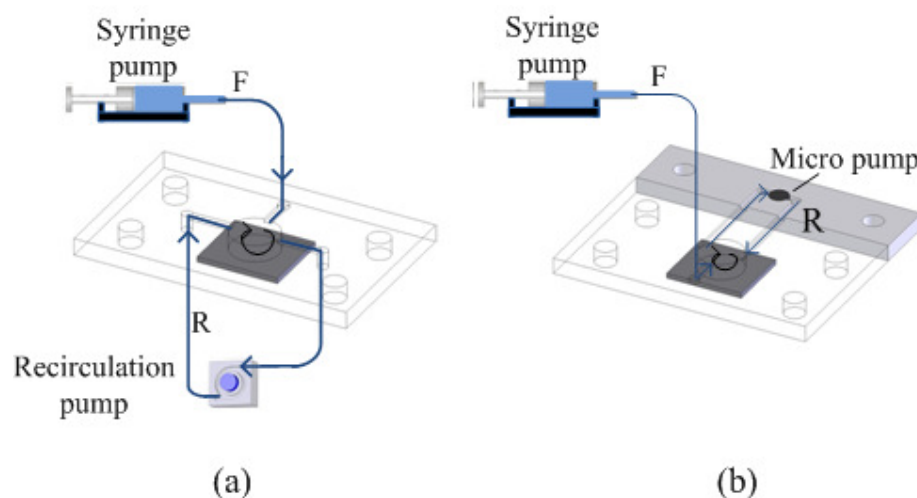 Syringe
pump
F
R
Recirculation
pump
(a)
Syringe
pump
F
Micro pump
R
(b)